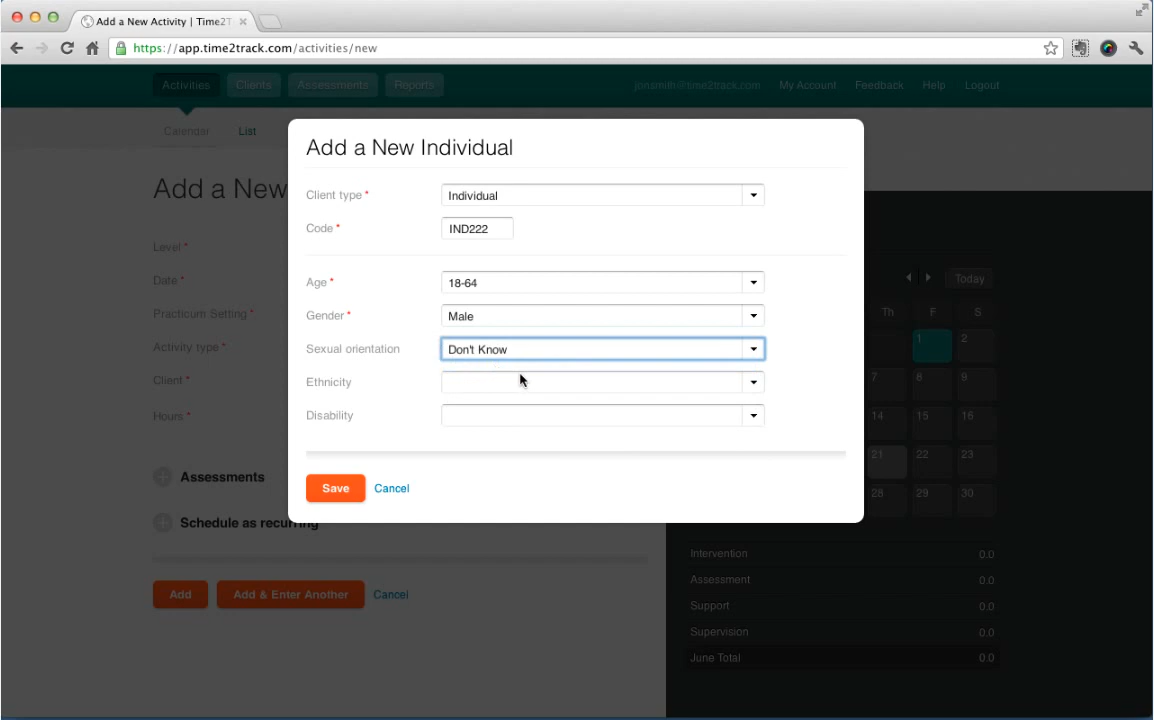 Add a New Activity | Time2T
https://app.time2track.com/activities/new
Activities Clients Assessments Reports jonsmith@time2track.com My Account Feedback Help Logout
Calendar List
Add a New
Level *
Date *
Practicum Setting *
Activity type *
Client *
Hours *
Assessments
Schedule as recurring
Add Add & Enter Another Cancel
Add a New Individual
Client type * Individual
Code * IND222
Age * 18-64
Gender * Male
Sexual orientation Don't Know
Ethnicity
Disability
Save Cancel
Today
Th F S
1 2
7 8 9
14 15 16
21 22 23
28 29 30
Intervention 0.0
Assessment 0.0
Support 0.0
Supervision 0.0
June Total 0.0